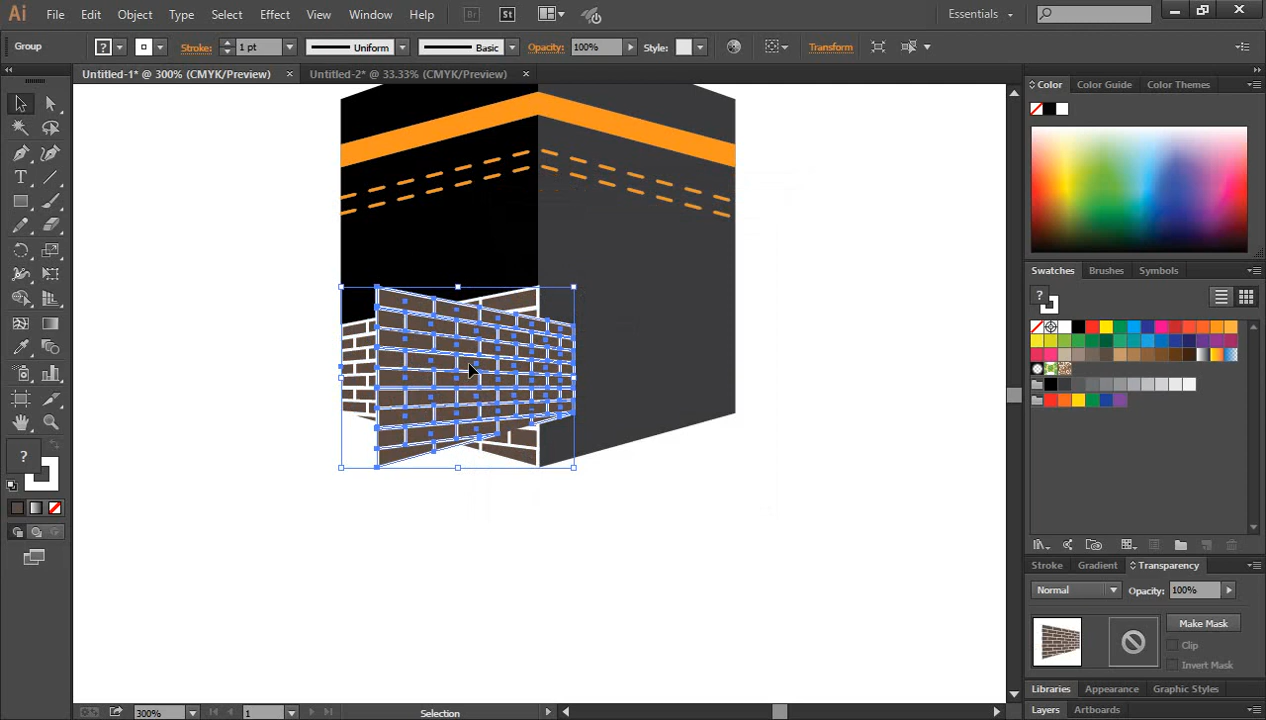 Ai File Edit Object Type Select Effect View Window Help Br St Essentials
Group ? Stroke: 1 pt Uniform Basic Opacity: 100% Style: Transform
Untitled-1* @ 300% (CMYK/Preview) × Untitled-2* @ 33.33% (CMYK/Preview) ×
Color Color Guide Color Themes
Swatches Brushes Symbols
?
T
?
Stroke Gradient Transparency
Normal Opacity: 100%
Make Mask
Clip
Invert Mask
Libraries Appearance Graphic Styles
Layers Artboards
300% 1 Selection